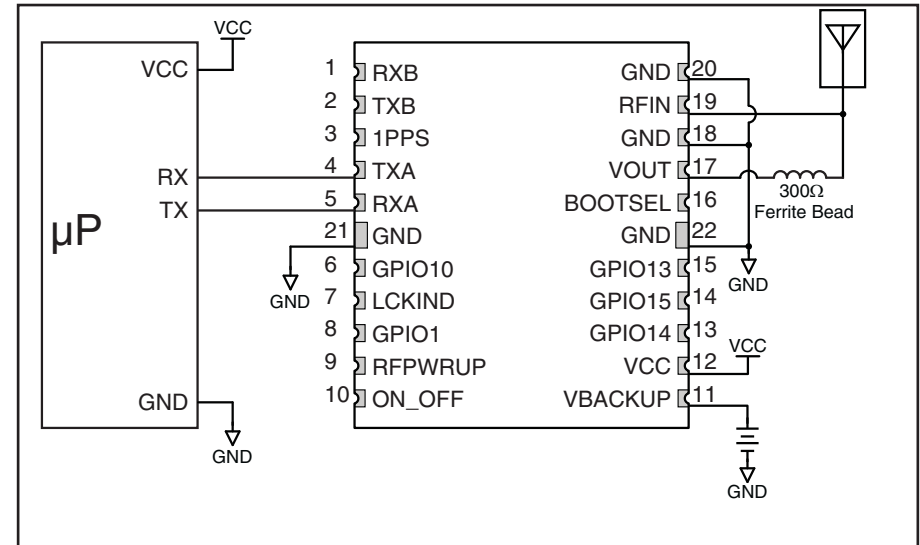 VCC
VCC
RX
TX
µP
GND
GND
1 RXB
2 TXB
3 1PPS
4 TXA
5 RXA
21 GND
GND
6 GPIO10
7 LCKIND
8 GPIO1
9 RFPWRUP
10 ON_OFF
GND 20
RFIN 19
GND 18
VOUT 17
300Ω
Ferrite Bead
BOOTSEL 16
GND 22
GND
GPIO13 15
GPIO15 14
GPIO14 13
VCC
VCC 12
VBACKUP 11
GND